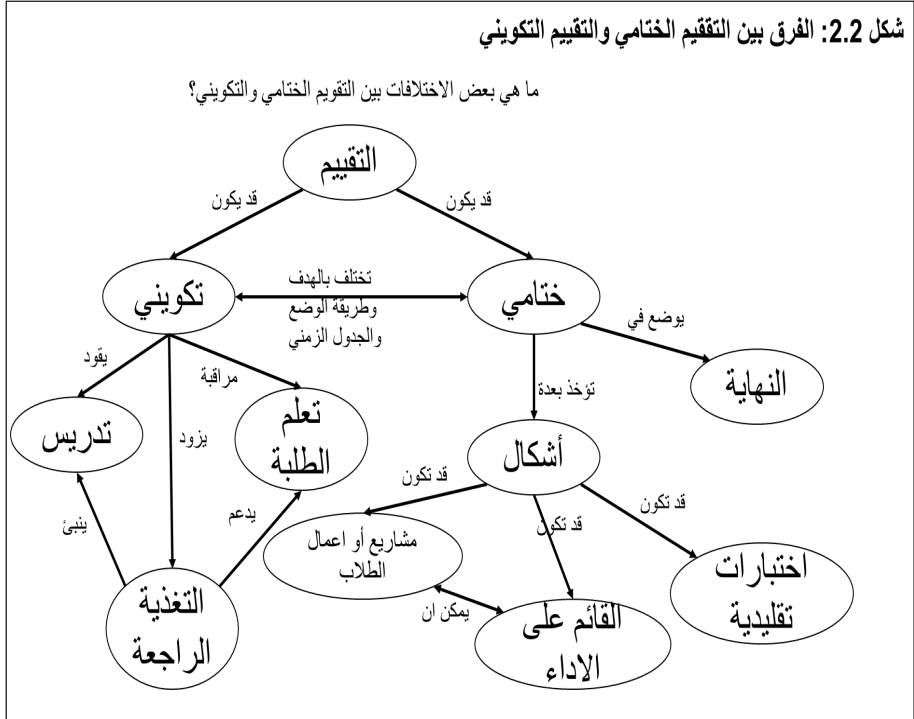 شكل 2.2: الفرق بين التققيم الختامي والتقييم التكويني
ما هي بعض الاختلافات بين التقويم الختامي والتكويني؟
التقييم
قد يكون
قد يكون
ختامي
تختلف بالهدف
وطريقة الوضع
والجدول الزمني
تكويني
يوضع في
النهاية
تؤخذ بعدة
أشكال
مراقبة
يقود
تعلم
الطلبة
يزود
تدريس
قد تكون
قد تكون
قد تكون
يدعم
ينبئ
اختبارات
تقليدية
القائم على
الاداء
يمكن ان
مشاريع أو اعمال
الطلاب
التغذية
الراجعة